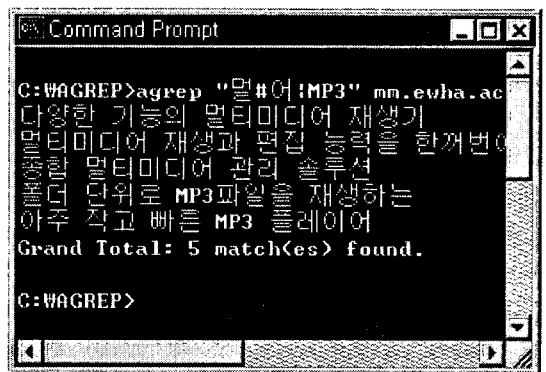 Command Prompt
C:₩AGREP>agrep "멀#어¦MP3" mm.ewha.ac
다양한 기능의 멀티미디어 재생기
멀티미디어 재생과 편집 능력을 한꺼번에
종합 멀티미디어 관리 솔루션
폴더 단위로 MP3파일을 재생하는
아주 작고 빠른 MP3 플레이어
Grand Total: 5 match(es) found.
C:₩AGREP>